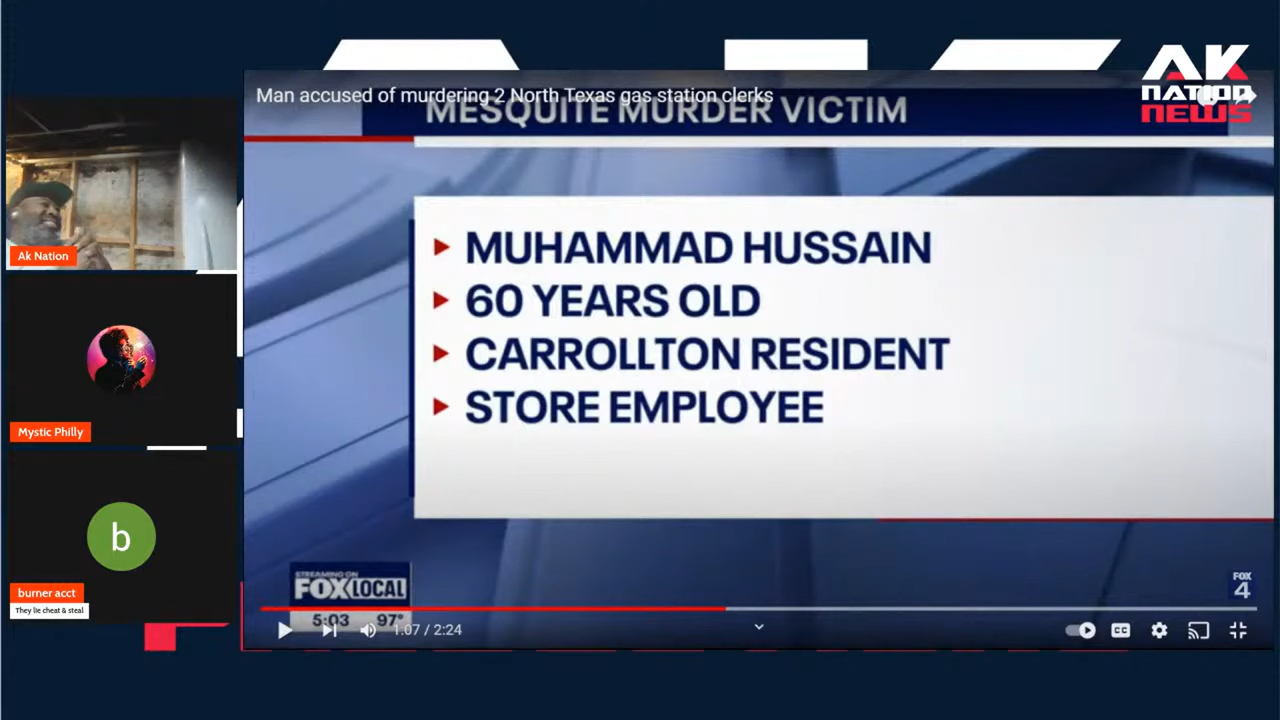 Man accused of murdering 2 North Texas gas station clerks
MESQUITE MURDER VICTIM
AK
NATION
NEWS
MUHAMMAD HUSSAIN
60 YEARS OLD
CARROLLTON RESIDENT
STORE EMPLOYEE
Ak Nation
Mystic Philly
b
burner acct
They lie cheat & steal
STREAMING ON
FOX LOCAL
5:03 97°
FOX
4
1:07 / 2:24
CC